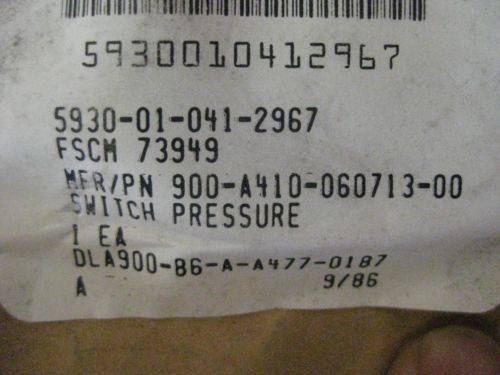 5930010412967
5930-01-041-2967
FSCM 73949
MFR/PN 900-A410-060713-00
SWITCH PRESSURE
1 EA
DLA900-86-A-A477-0187
A 9/86